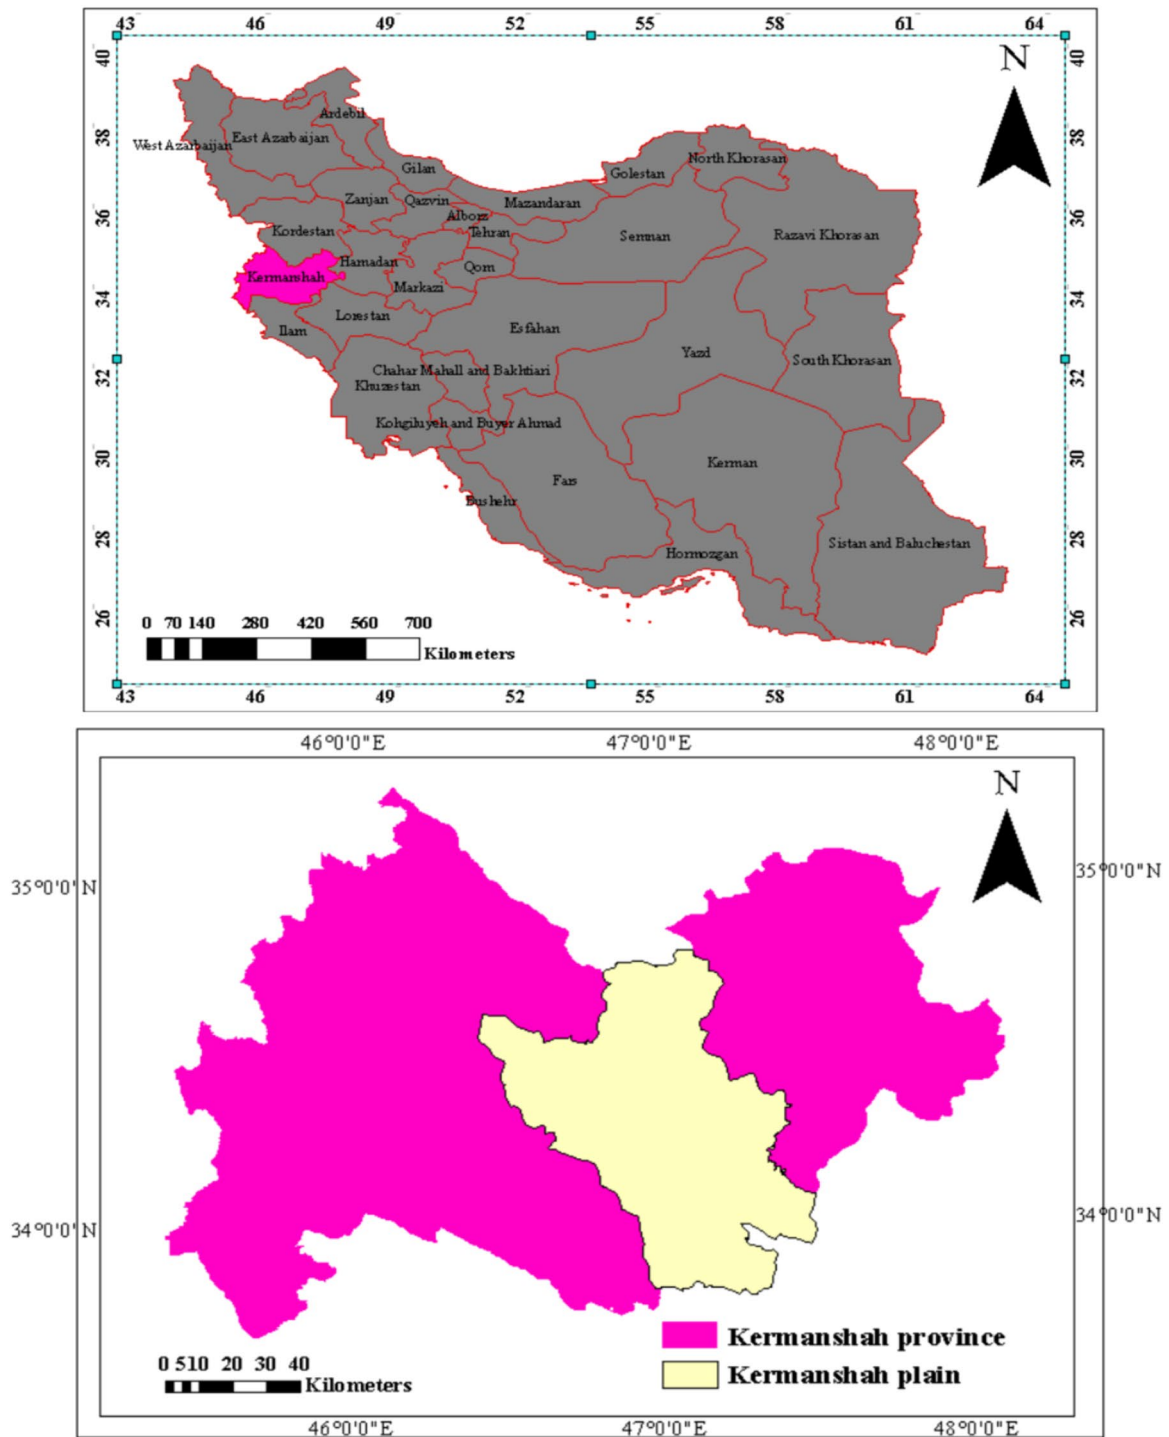 43 46 49 52 55 58 61 64
40 40
N
Ardebil
38 38
West Azarbaijan East Azarbaijan
North Khorasan
Gilan
Golestan
Zanjan Qazvin Mazandaran
36 36
Alborz
Kordestan Tehran Semnan Razavi Khorasan
Hamadan Qom
Kermanshah
Markazi
34 34
Lorestan
Ilam Esfahan
Yazd South Khorasan
32 32
Chahar Mahall and Bakhtiari
Khuzestan
Kohgiluyeh and Buyer Ahmad
30 30
Kerman
Fars
Bushehr
28 28
Sistan and Baluchestan
Hormozgan
26 26
0 70 140 280 420 560 700
Kilometers
43 46 49 52 55 58 61 64
46°0'0"E 47°0'0"E 48°0'0"E
N
35°0'0"N 35°0'0"N
34°0'0"N 34°0'0"N
Kermanshah province
Kermanshah plain
0 510 20 30 40
Kilometers
46°0'0"E 47°0'0"E 48°0'0"E